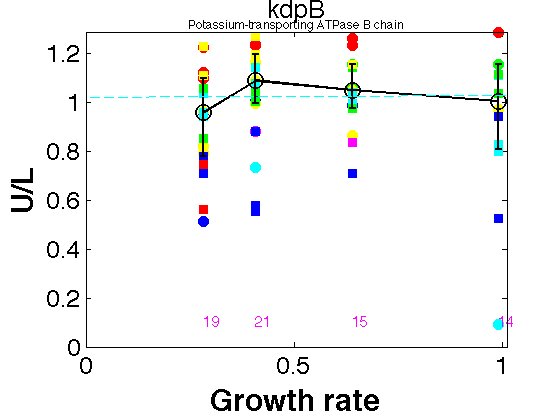 kdpB
Potassium-transporting ATPase B chain
1.2
1
0.8
0.6
0.4
0.2
0
U/L
19 21 15 14
0 0.5 1
Growth rate